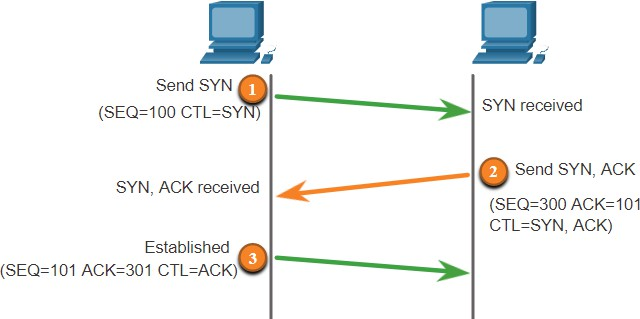 Send SYN
1
(SEQ=100 CTL=SYN)
SYN received
2
Send SYN, ACK
SYN, ACK received
(SEQ=300 ACK=101
CTL=SYN, ACK)
Established
3
(SEQ=101 ACK=301 CTL=ACK)